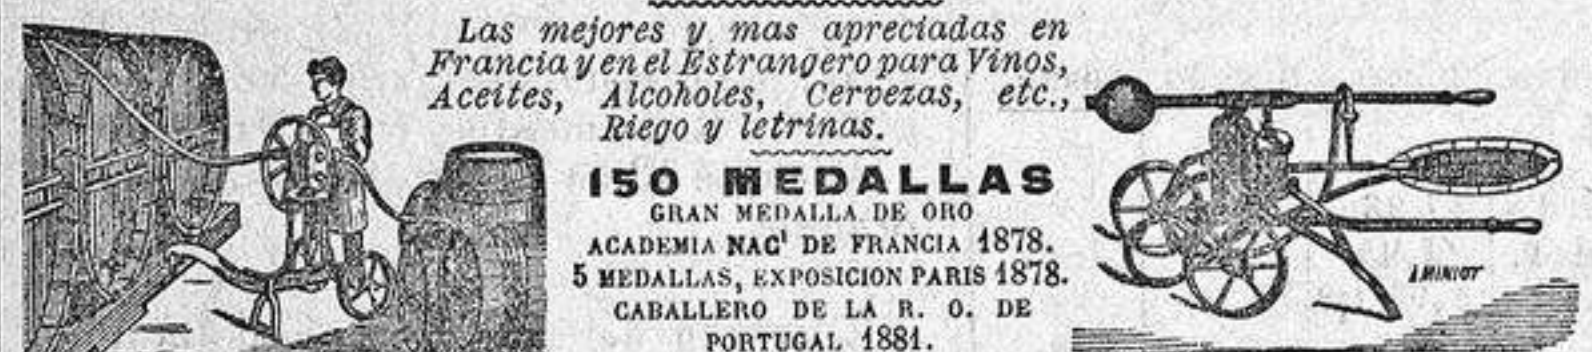 Las mejores y mas apreciadas en
Francia y en el Estrangero para Vinos,
Aceites, Alcoholes, Cervezas, etc.,
Riego y letrinas.
150 MEDALLAS
GRAN MEDALLA DE ORO
ACADEMIA NACˡ DE FRANCIA 1878.
5 MEDALLAS, EXPOSICION PARIS 1878.
CABALLERO DE LA R. O. DE
PORTUGAL 1881.
A MINIOT